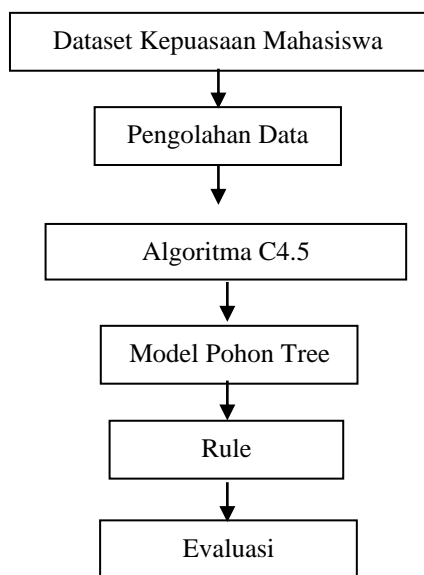 Dataset Kepuasaan Mahasiswa
Pengolahan Data
Algoritma C4.5
Model Pohon Tree
Rule
Evaluasi